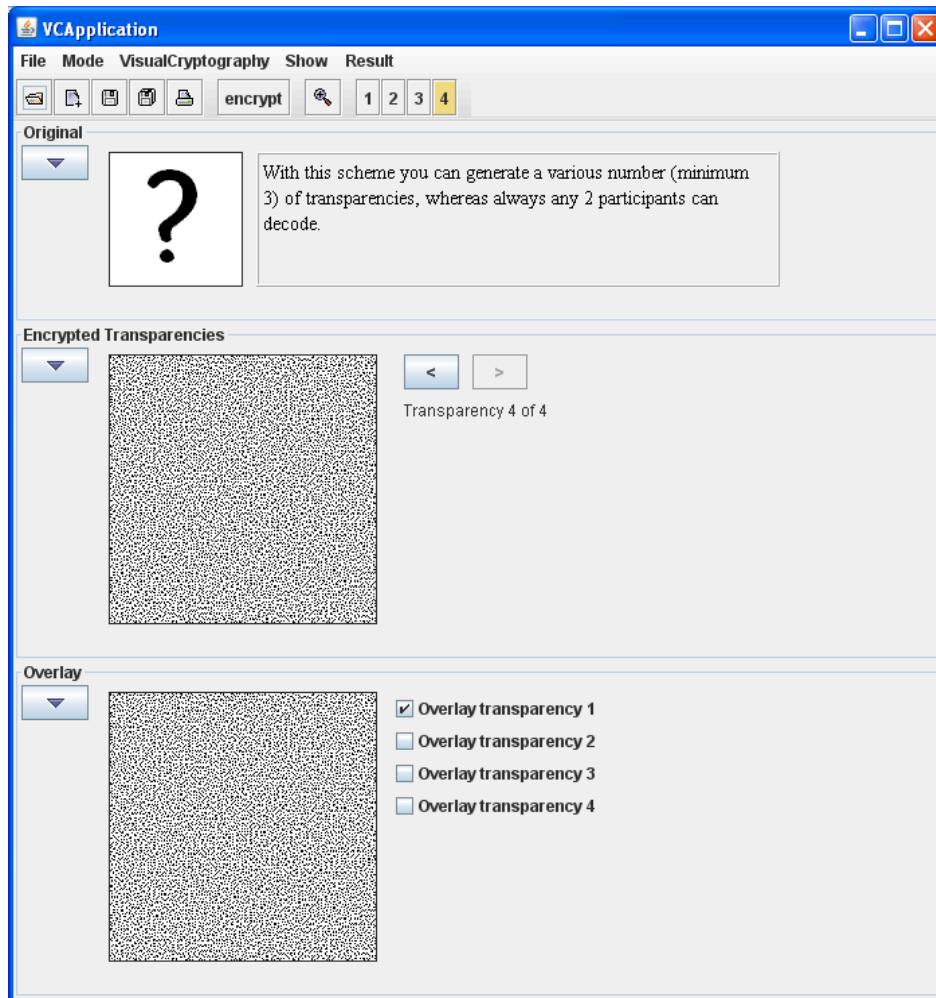 VCApplication
File Mode VisualCryptography Show Result
encrypt 1 2 3 4
Original
?
With this scheme you can generate a various number (minimum
3) of transparencies, whereas always any 2 participants can
decode.
Encrypted Transparencies
< >
Transparency 4 of 4
Overlay
Overlay transparency 1
Overlay transparency 2
Overlay transparency 3
Overlay transparency 4